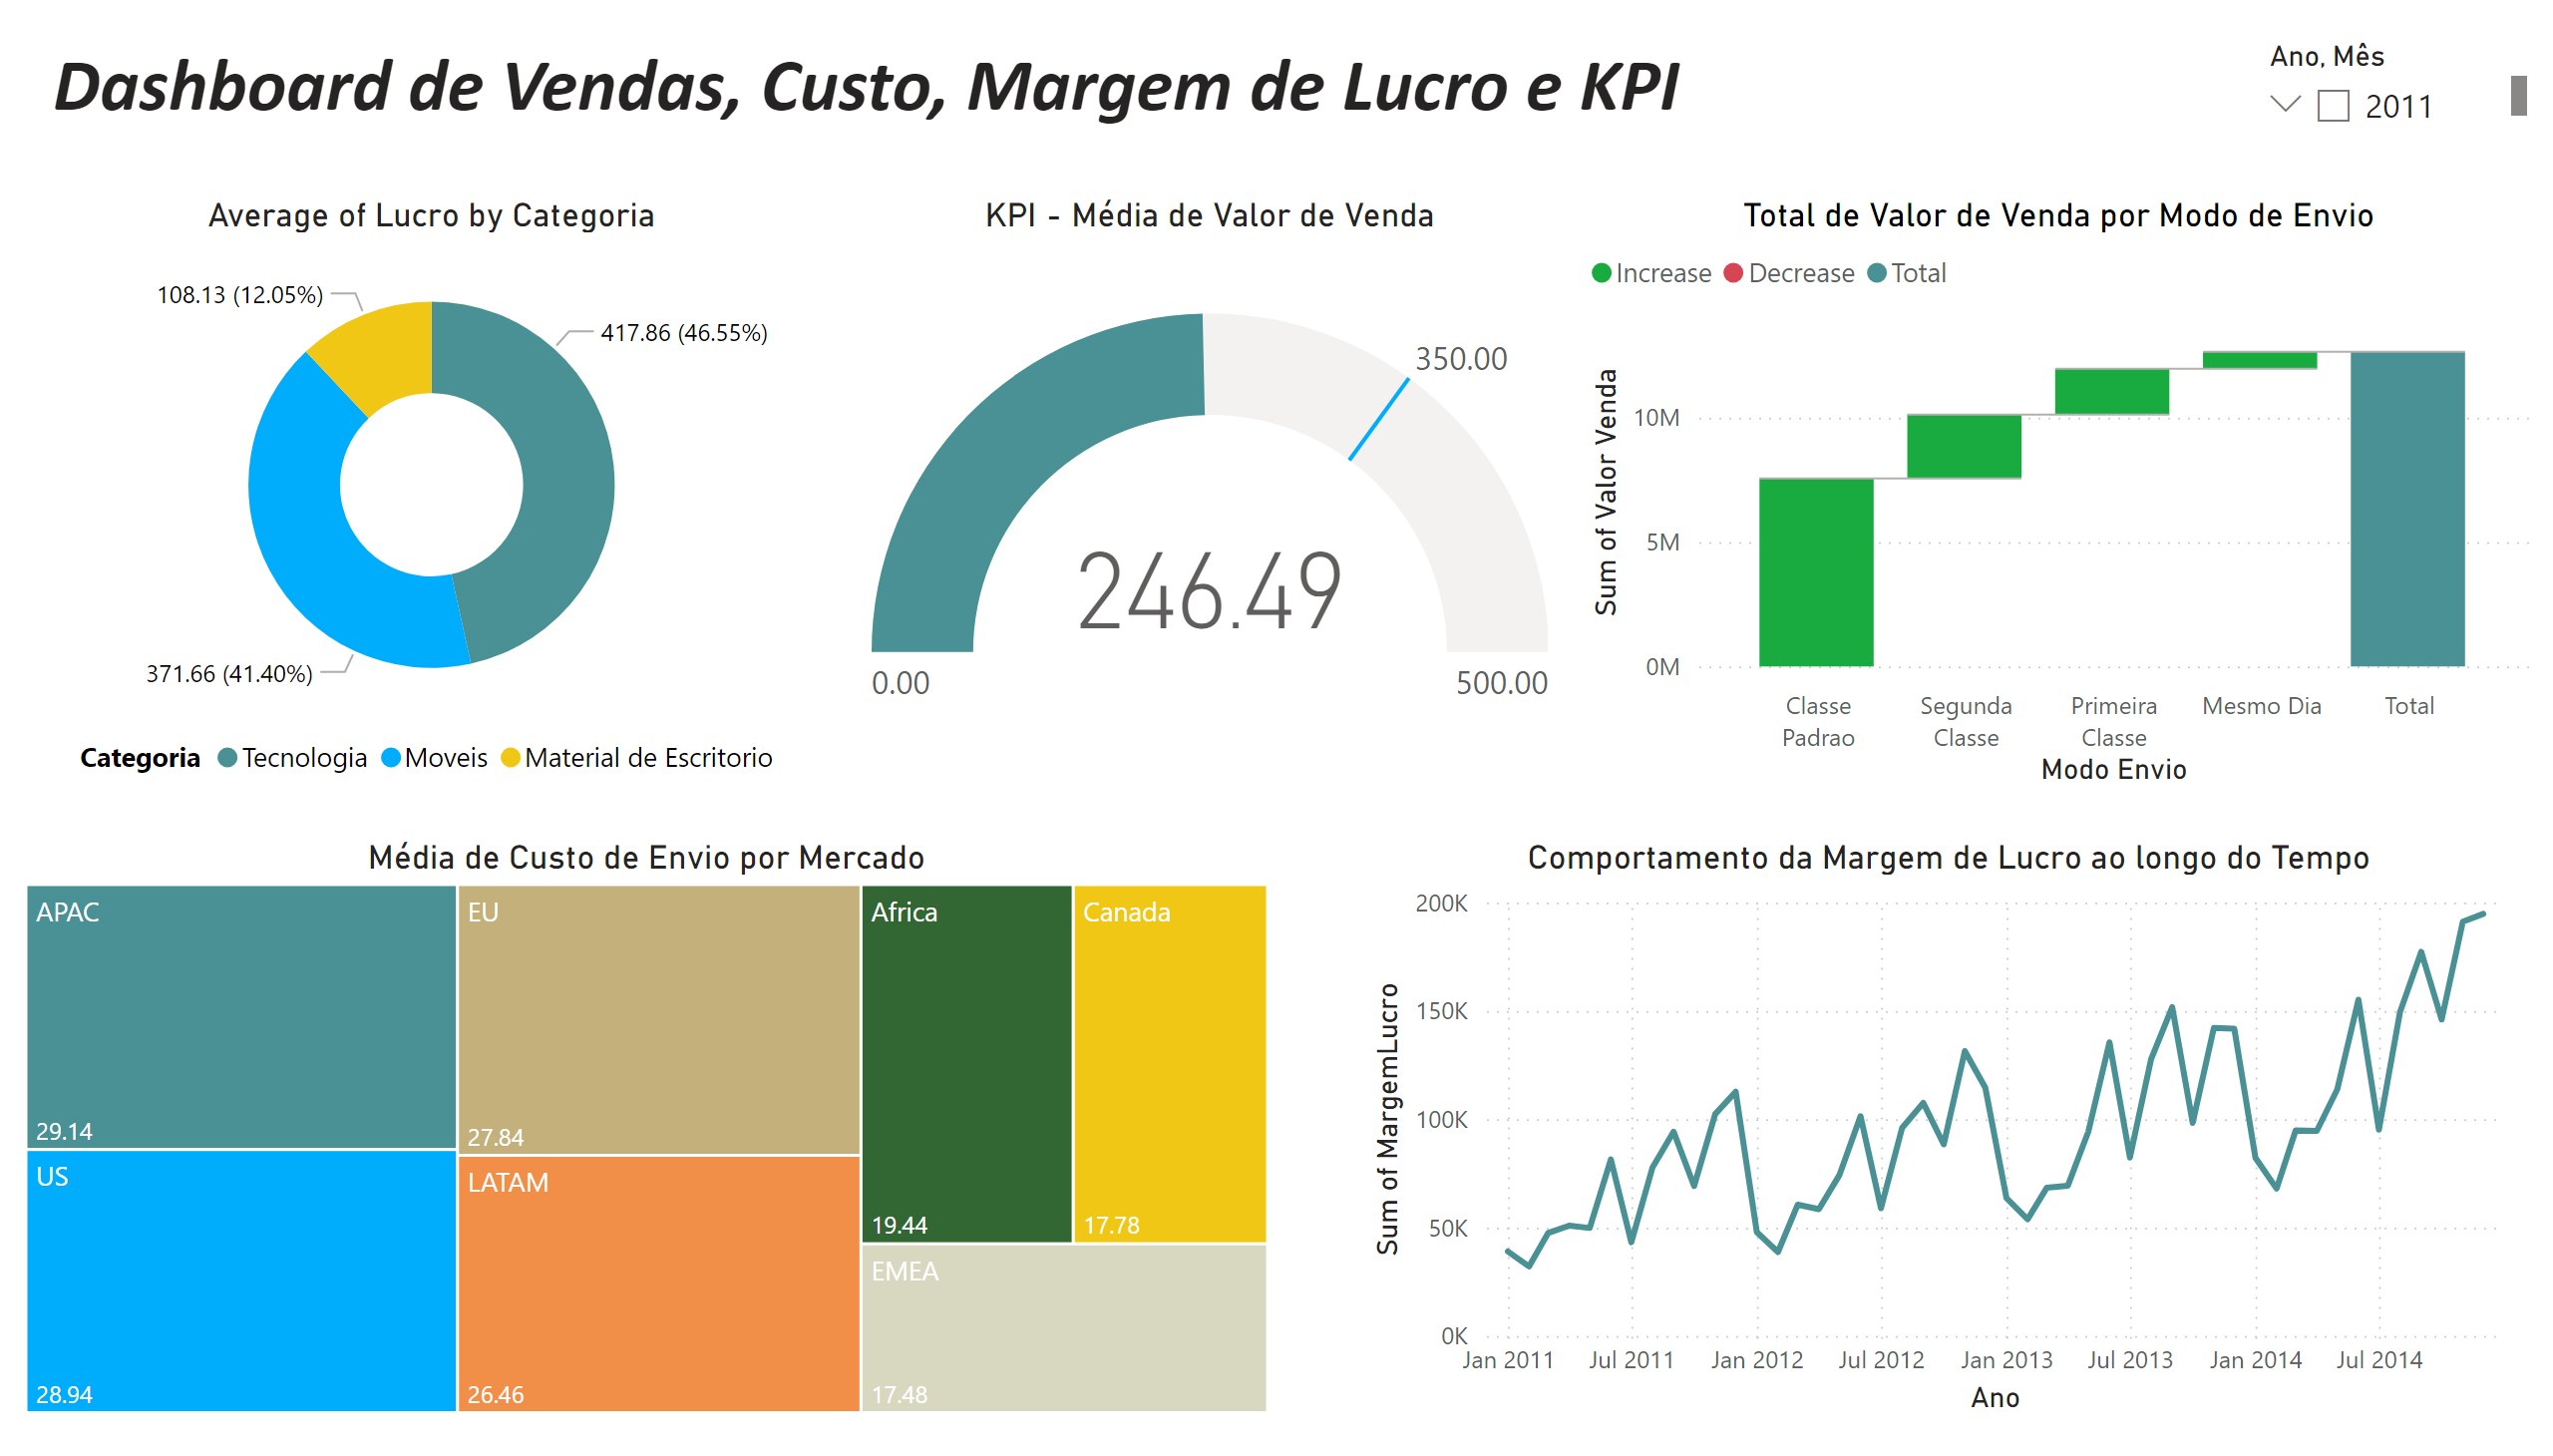 Dashboard de Vendas, Custo, Margem de Lucro e KPI
Ano, Mês
2011
Average of Lucro by Categoria
108.13 (12.05%)
417.86 (46.55%)
371.66 (41.40%)
Categoria Tecnologia Moveis Material de Escritorio
KPI - Média de Valor de Venda
350.00
246.49
0.00
500.00
Total de Valor de Venda por Modo de Envio
Increase Decrease Total
Sum of Valor Venda
10M
5M
0M
Classe Padrao
Segunda Classe
Primeira Classe
Mesmo Dia
Total
Modo Envio
Média de Custo de Envio por Mercado
APAC
29.14
US
28.94
EU
27.84
LATAM
26.46
Africa
19.44
Canada
17.78
EMEA
17.48
Comportamento da Margem de Lucro ao longo do Tempo
Sum of MargemLucro
200K
150K
100K
50K
0K
Jan 2011 Jul 2011 Jan 2012 Jul 2012 Jan 2013 Jul 2013 Jan 2014 Jul 2014
Ano